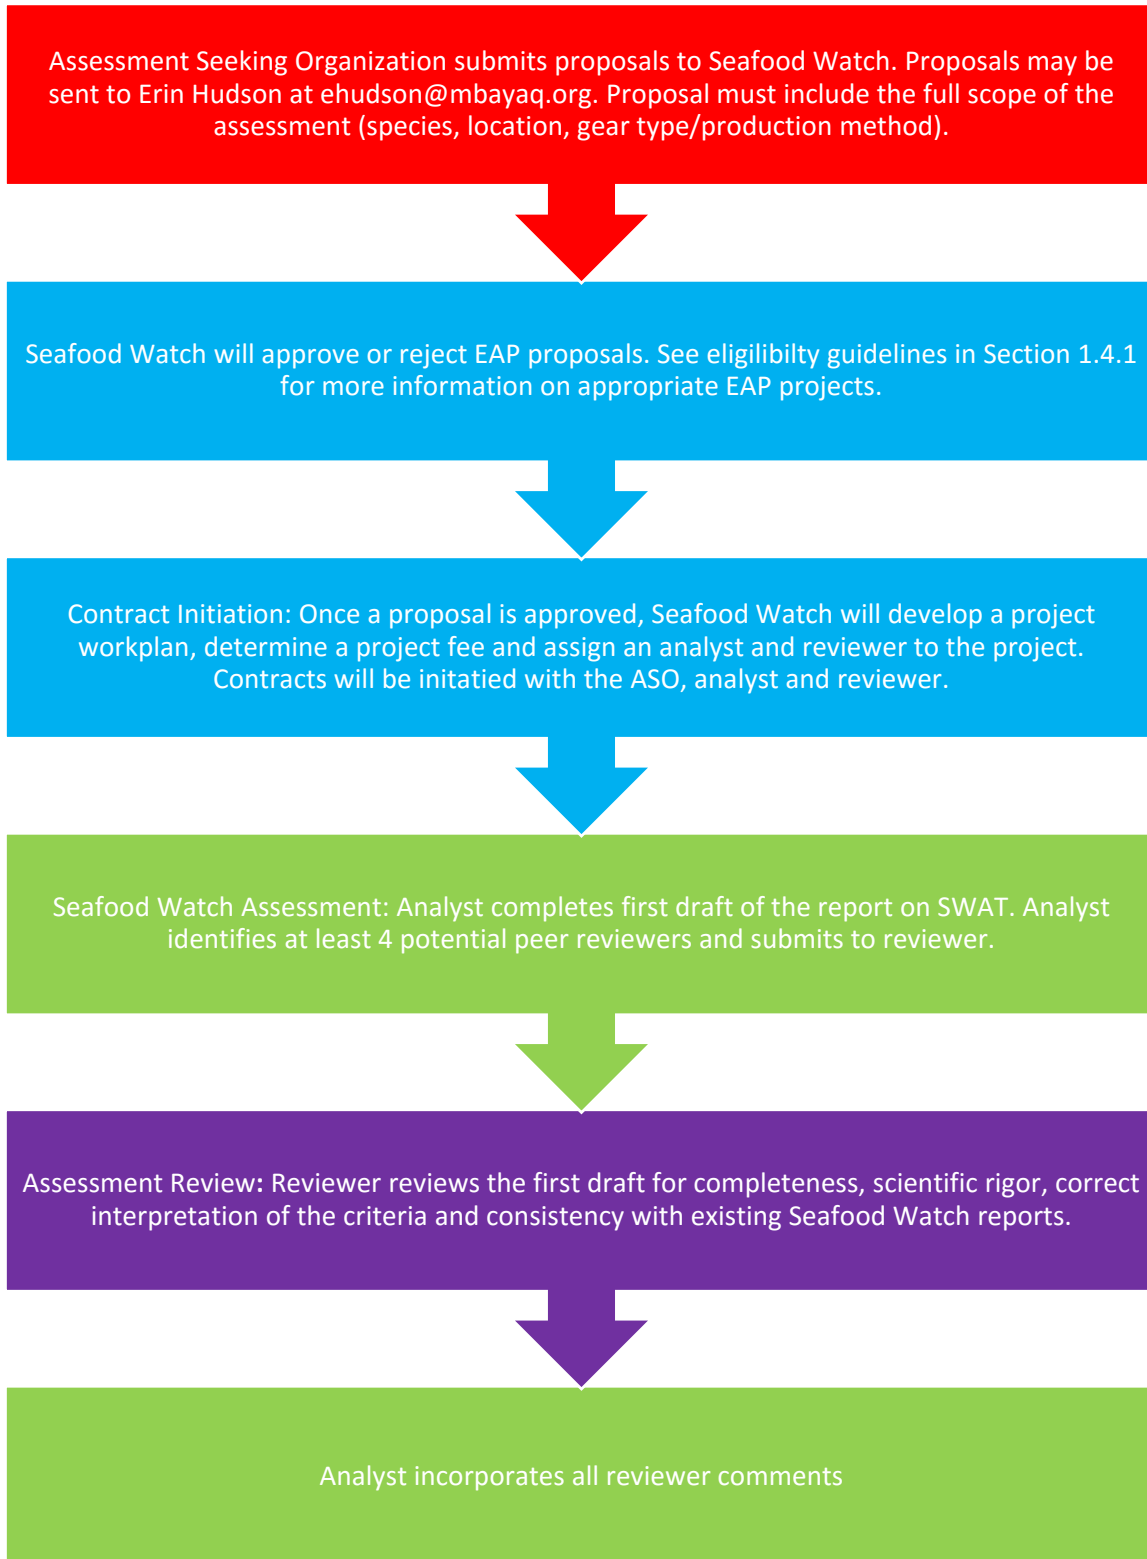 Assessment Seeking Organization submits proposals to Seafood Watch. Proposals may be
sent to Erin Hudson at ehudson@mbayaq.org. Proposal must include the full scope of the
assessment (species, location, gear type/production method).
Seafood Watch will approve or reject EAP proposals. See eligilibilty guidelines in Section 1.4.1
for more information on appropriate EAP projects.
Contract Initiation: Once a proposal is approved, Seafood Watch will develop a project
workplan, determine a project fee and assign an analyst and reviewer to the project.
Contracts will be initatied with the ASO, analyst and reviewer.
Seafood Watch Assessment: Analyst completes first draft of the report on SWAT. Analyst
identifies at least 4 potential peer reviewers and submits to reviewer.
Assessment Review: Reviewer reviews the first draft for completeness, scientific rigor, correct
interpretation of the criteria and consistency with existing Seafood Watch reports.
Analyst incorporates all reviewer comments